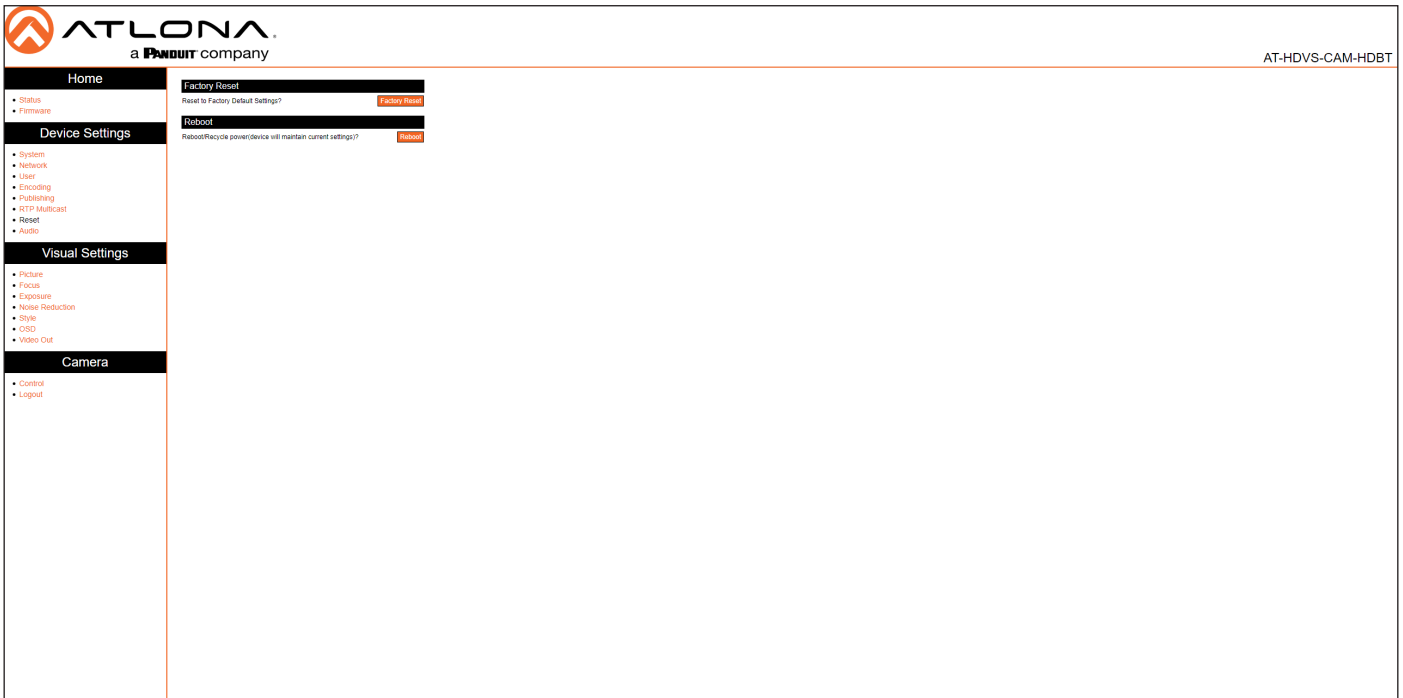 ATLONA.
a PANDUIT company
AT-HDVS-CAM-HDBT
Home
• Status
• Firmware
Device Settings
• System
• Network
• User
• Encoding
• Publishing
• RTP Multicast
• Reset
• Audio
Visual Settings
• Picture
• Focus
• Exposure
• Noise Reduction
• Style
• OSD
• Video Out
Camera
• Control
• Logout
Factory Reset
Reset to Factory Default Settings? Factory Reset
Reboot
Reboot/Recycle power(device will maintain current settings)? Reboot